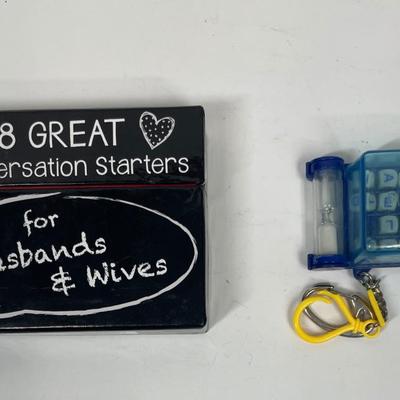 8 GREAT
ersation Starters
for
sbands
& Wives
A